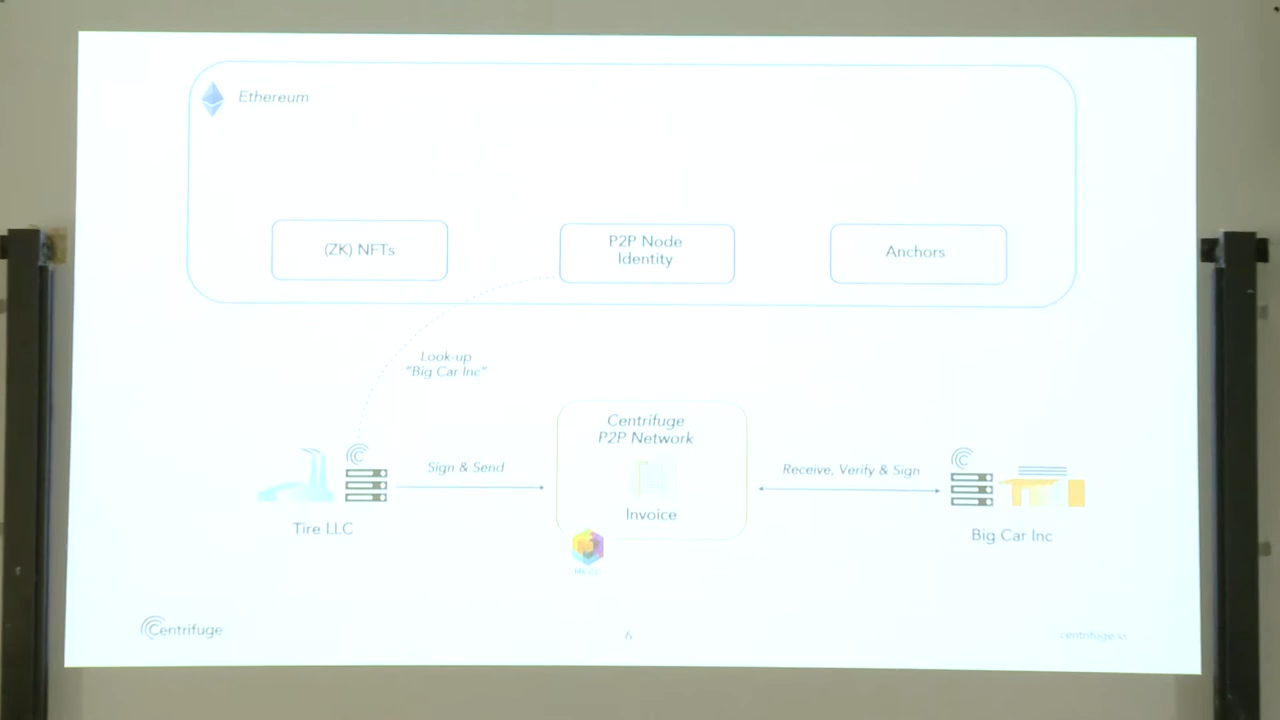 Ethereum
(ZK) NFTs
P2P Node
Identity
Anchors
Look-up
"Big Car Inc"
Centrifuge
P2P Network
Sign & Send
Receive, Verify & Sign
Invoice
Tire LLC
Big Car Inc
Centrifuge
6
centrifuge.io